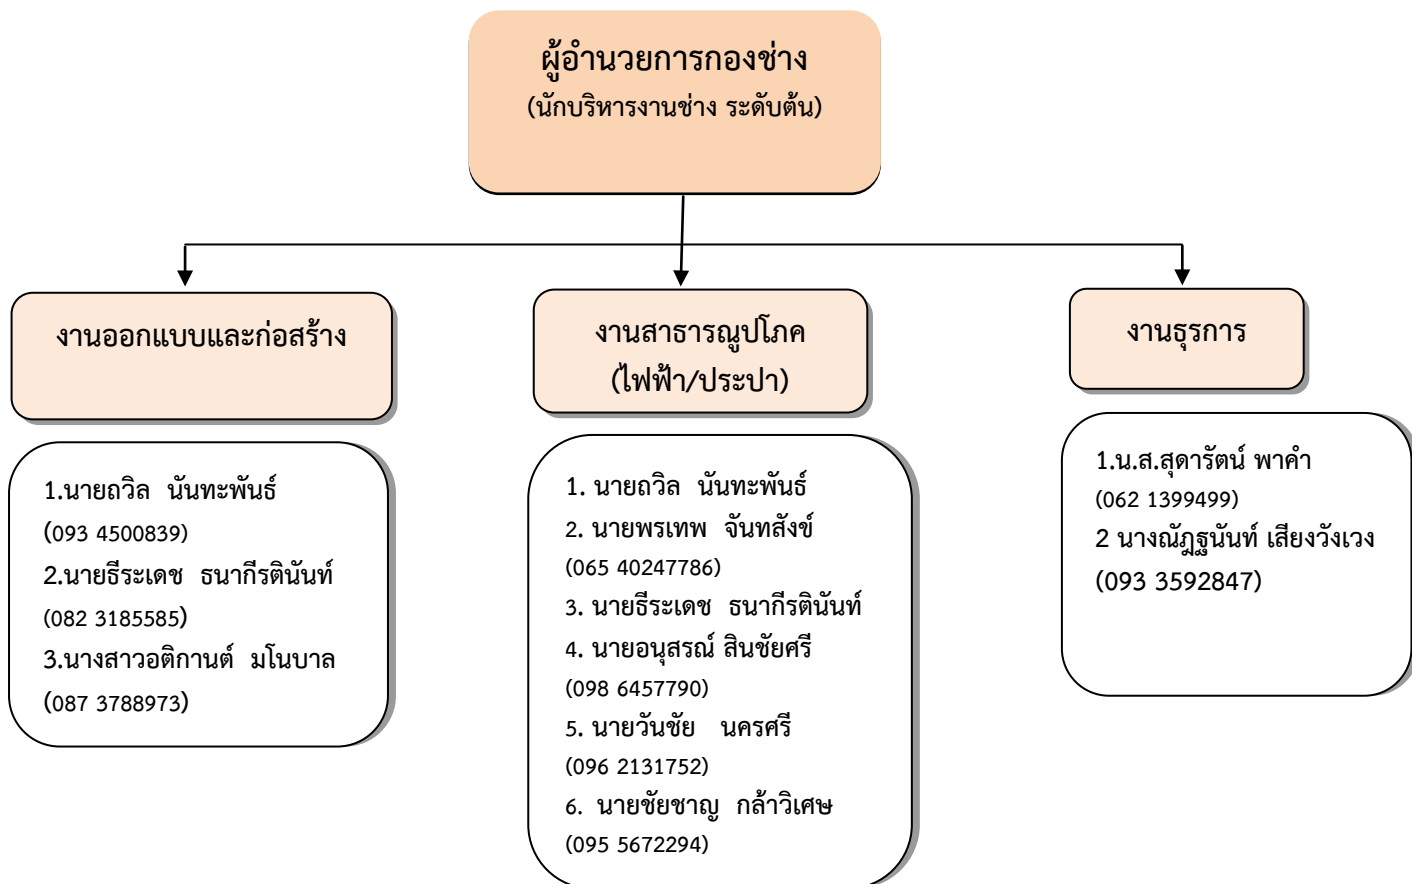 ผู้อำนวยการกองช่าง
(นักบริหารงานช่าง ระดับต้น)
งานออกแบบและก่อสร้าง
1.นายถวิล นันทะพันธ์
(093 4500839)
2.นายธีระเดช ธนากีรตินันท์
(082 3185585)
3.นางสาวอติกานต์ มโนบาล
(087 3788973)
งานสาธารณูปโภค
(ไฟฟ้า/ประปา)
1. นายถวิล นันทะพันธ์
2. นายพรเทพ จันทสังข์
(065 40247786)
3. นายธีระเดช ธนากีรตินันท์
4. นายอนุสรณ์ สินชัยศรี
(098 6457790)
5. นายวันชัย นครศรี
(096 2131752)
6. นายชัยชาญ กล้าวิเศษ
(095 5672294)
งานธุรการ
1.น.ส.สุดารัตน์ พาคำ
(062 1399499)
2 นางณัฎฐนันท์ เสียงวังเวง
(093 3592847)